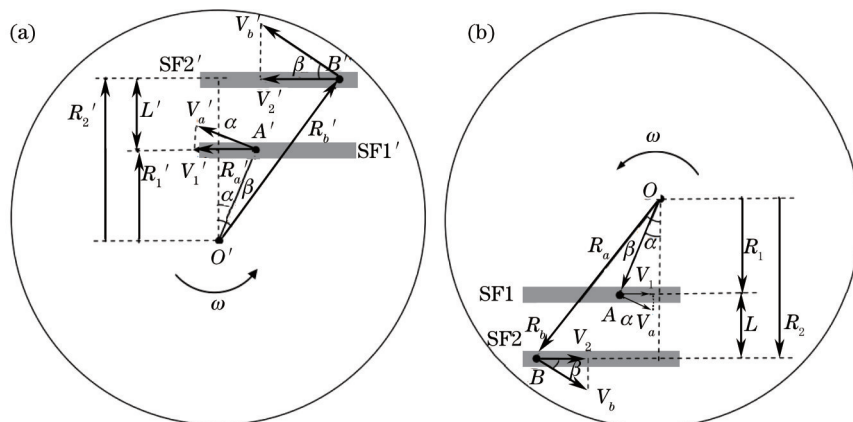 (a)
V_b'
SF2'
β
B'
V_2'
R_2'
L'
V_a'
α
A'
R_b'
SF1'
V_1'
R_a'
R_1'
α
β
O'
ω
(b)
ω
O
R_a
β
α
R_1
V_1
SF1
A
α
V_a
R_b
L
R_2
SF2
V_2
B
β
V_b